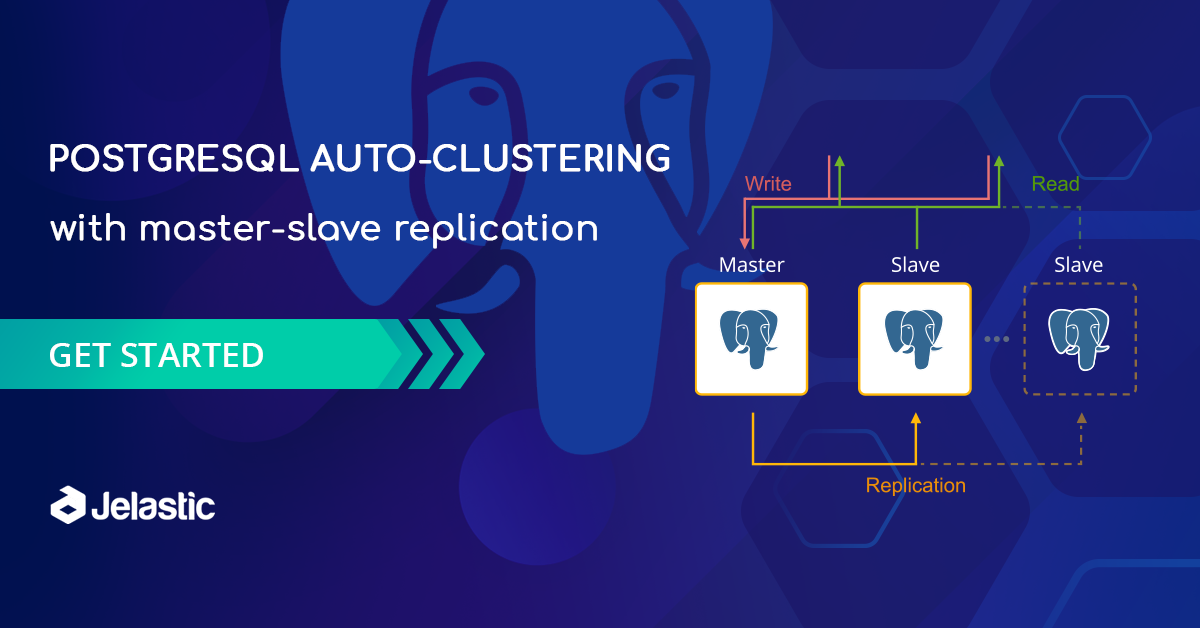 POSTGRESQL AUTO-CLUSTERING
with master-slave replication
GET STARTED
Jelastic
Write
Read
Master
Slave
Slave
Replication